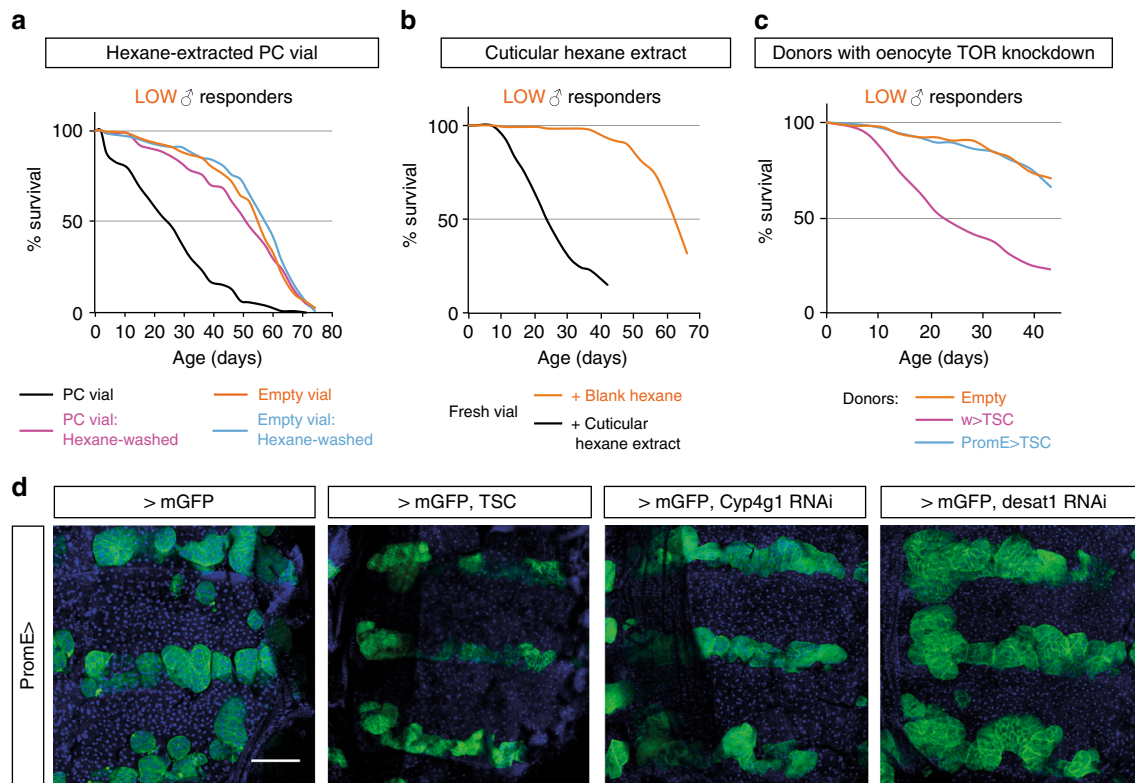 a
Hexane-extracted PC vial
LOW ♂ responders
100
50
0
% survival
0 10 20 30 40 50 60 70 80
Age (days)
PC vial
Empty vial
PC vial:
Hexane-washed
Empty vial:
Hexane-washed
b
Cuticular hexane extract
LOW ♂ responders
100
50
0
% survival
0 10 20 30 40 50 60 70
Age (days)
Fresh vial
+ Blank hexane
+ Cuticular
hexane extract
c
Donors with oenocyte TOR knockdown
LOW ♂ responders
100
50
0
% survival
0 10 20 30 40
Age (days)
Donors:
Empty
w>TSC
PromE>TSC
d
> mGFP
> mGFP, TSC
> mGFP, Cyp4g1 RNAi
> mGFP, desat1 RNAi
PromE>